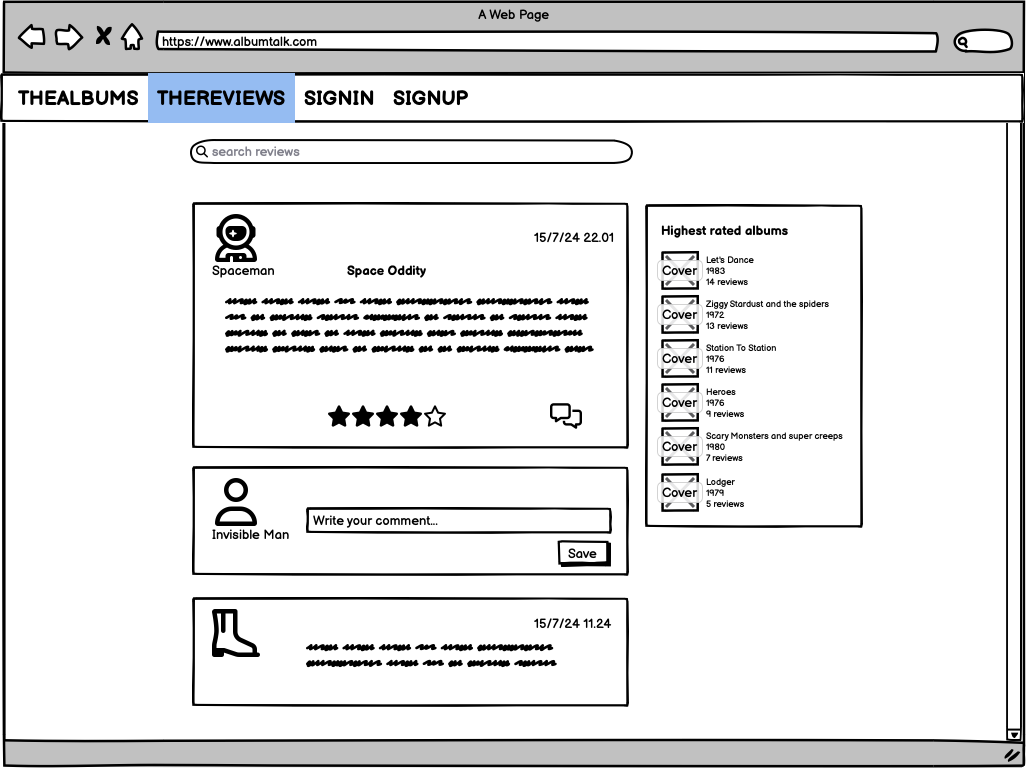 A Web Page
https://www.albumtalk.com
THEALBUMS THEREVIEWS SIGNIN SIGNUP
search reviews
15/7/24 22.01
Spaceman
Space Oddity
Invisible Man
Write your comment...
Save
15/7/24 11.24
Highest rated albums
Cover
Let's Dance
1983
14 reviews
Cover
Ziggy Stardust and the spiders
1972
13 reviews
Cover
Station To Station
1976
11 reviews
Cover
Heroes
1976
9 reviews
Cover
Scary Monsters and super creeps
1980
7 reviews
Cover
Lodger
1979
5 reviews